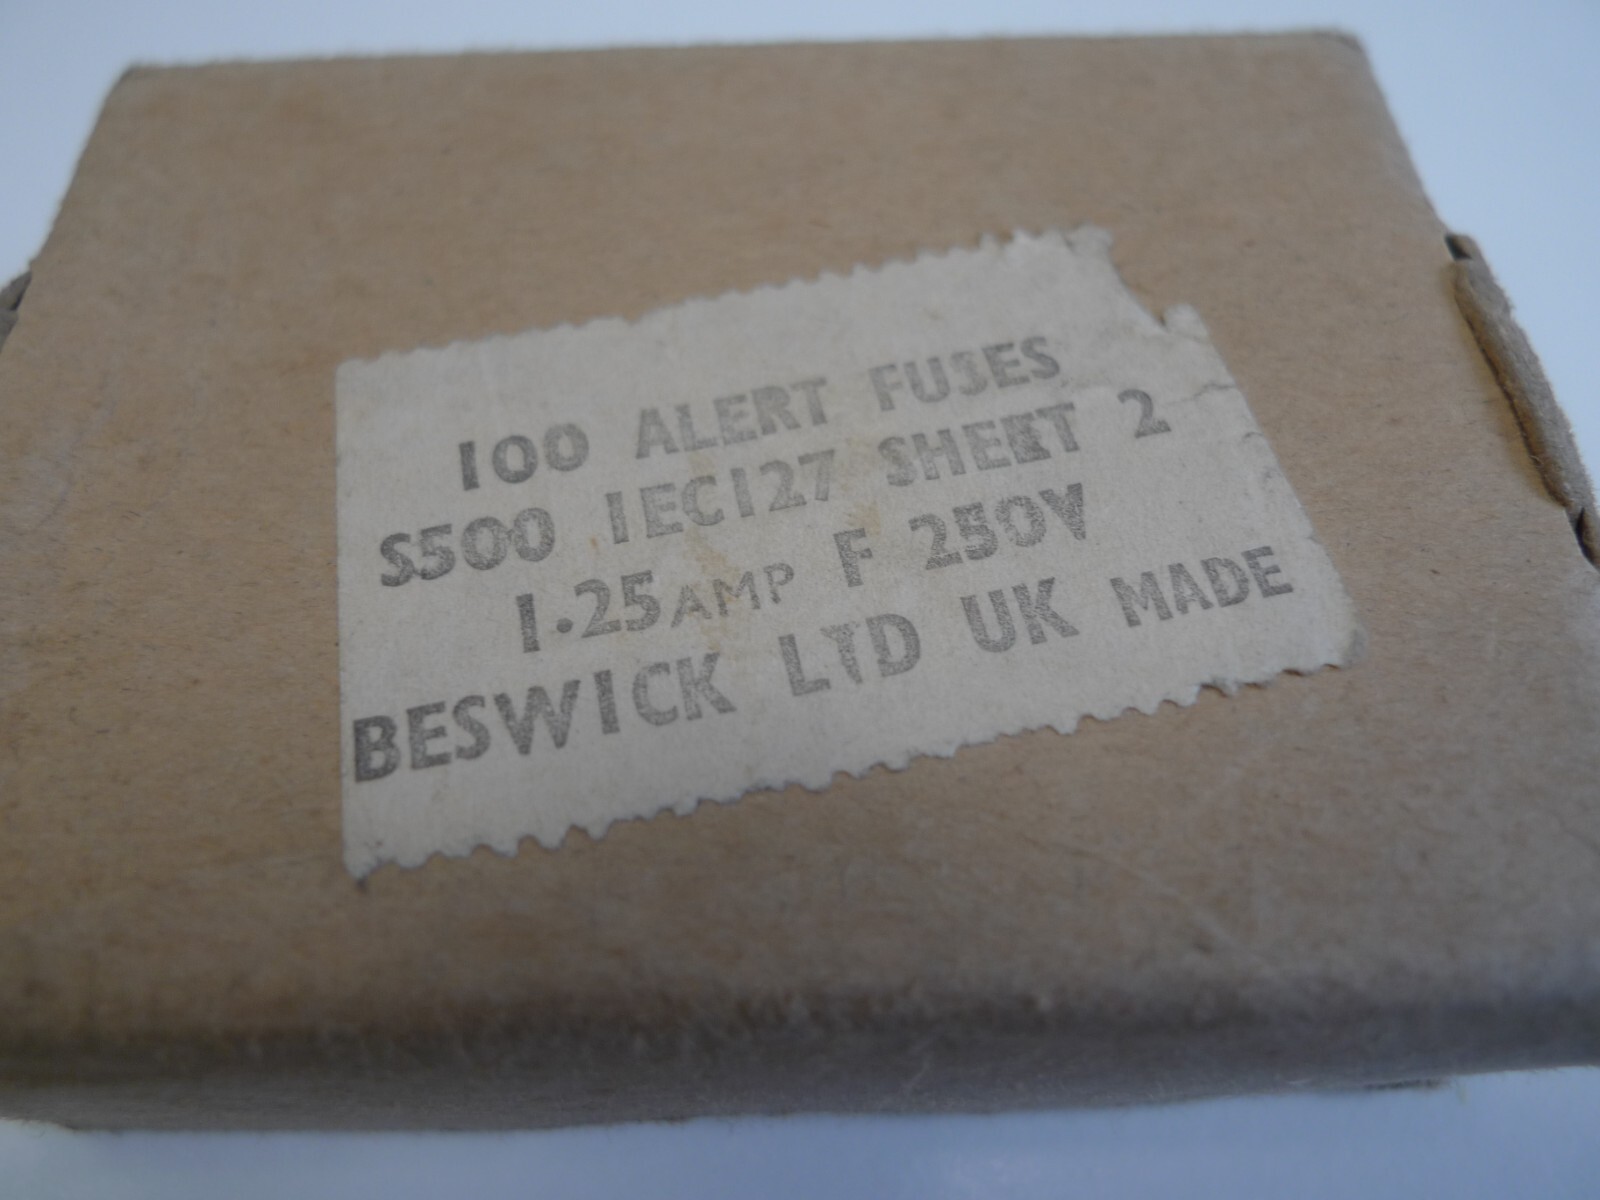 100 ALERT FUSES
S500 IEC127 SHEET 2
1.25AMP F 250V
BESWICK LTD UK MADE